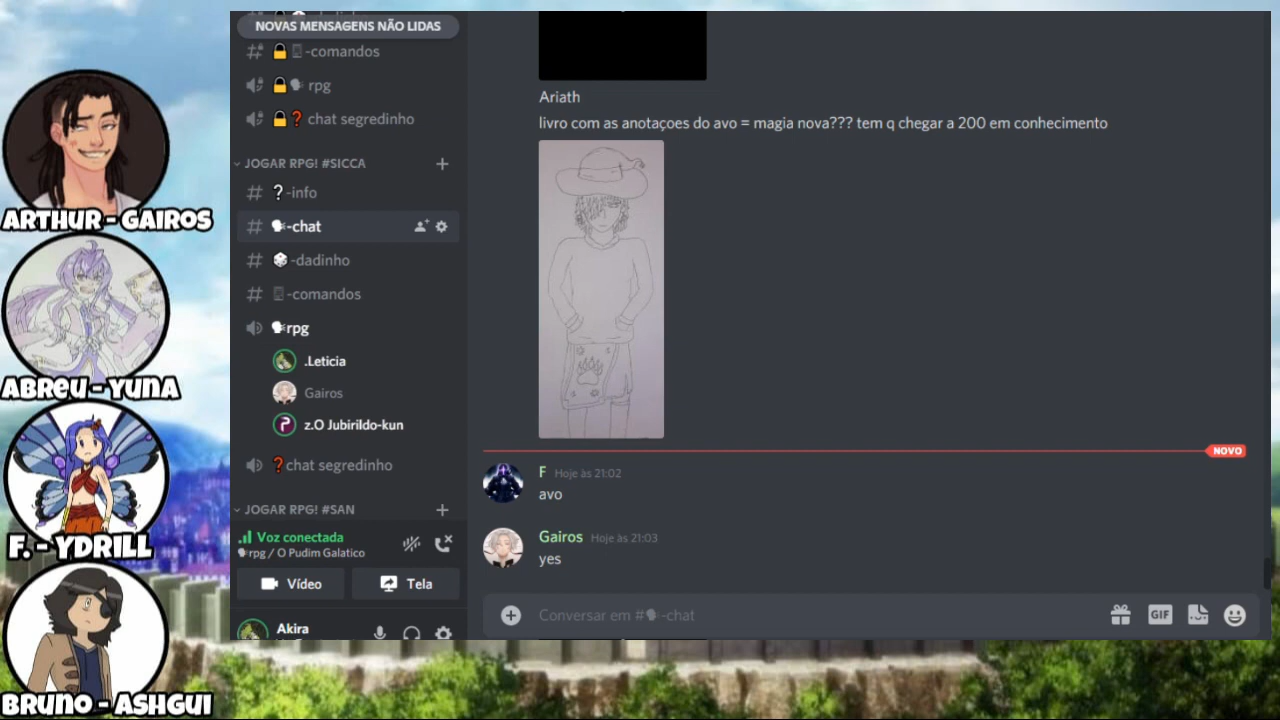 ARTHUR - GAIROS
ABREU - YUNA
F. - YDRILL
BRUNO - ASHGUI
NOVAS MENSAGENS NÃO LIDAS
-comandos
rpg
chat segredinho
JOGAR RPG! #SICCA
-info
-chat
-dadinho
-comandos
rpg
.Leticia
Gairos
z.O Jubirildo-kun
chat segredinho
JOGAR RPG! #SAN
Voz conectada
rpg / O Pudim Galatico
Vídeo
Tela
Akira
Ariath
livro com as anotaçoes do avo = magia nova??? tem q chegar a 200 em conhecimento
NOVO
F Hoje às 21:02
avo
Gairos Hoje às 21:03
yes
Conversar em #-chat
GIF